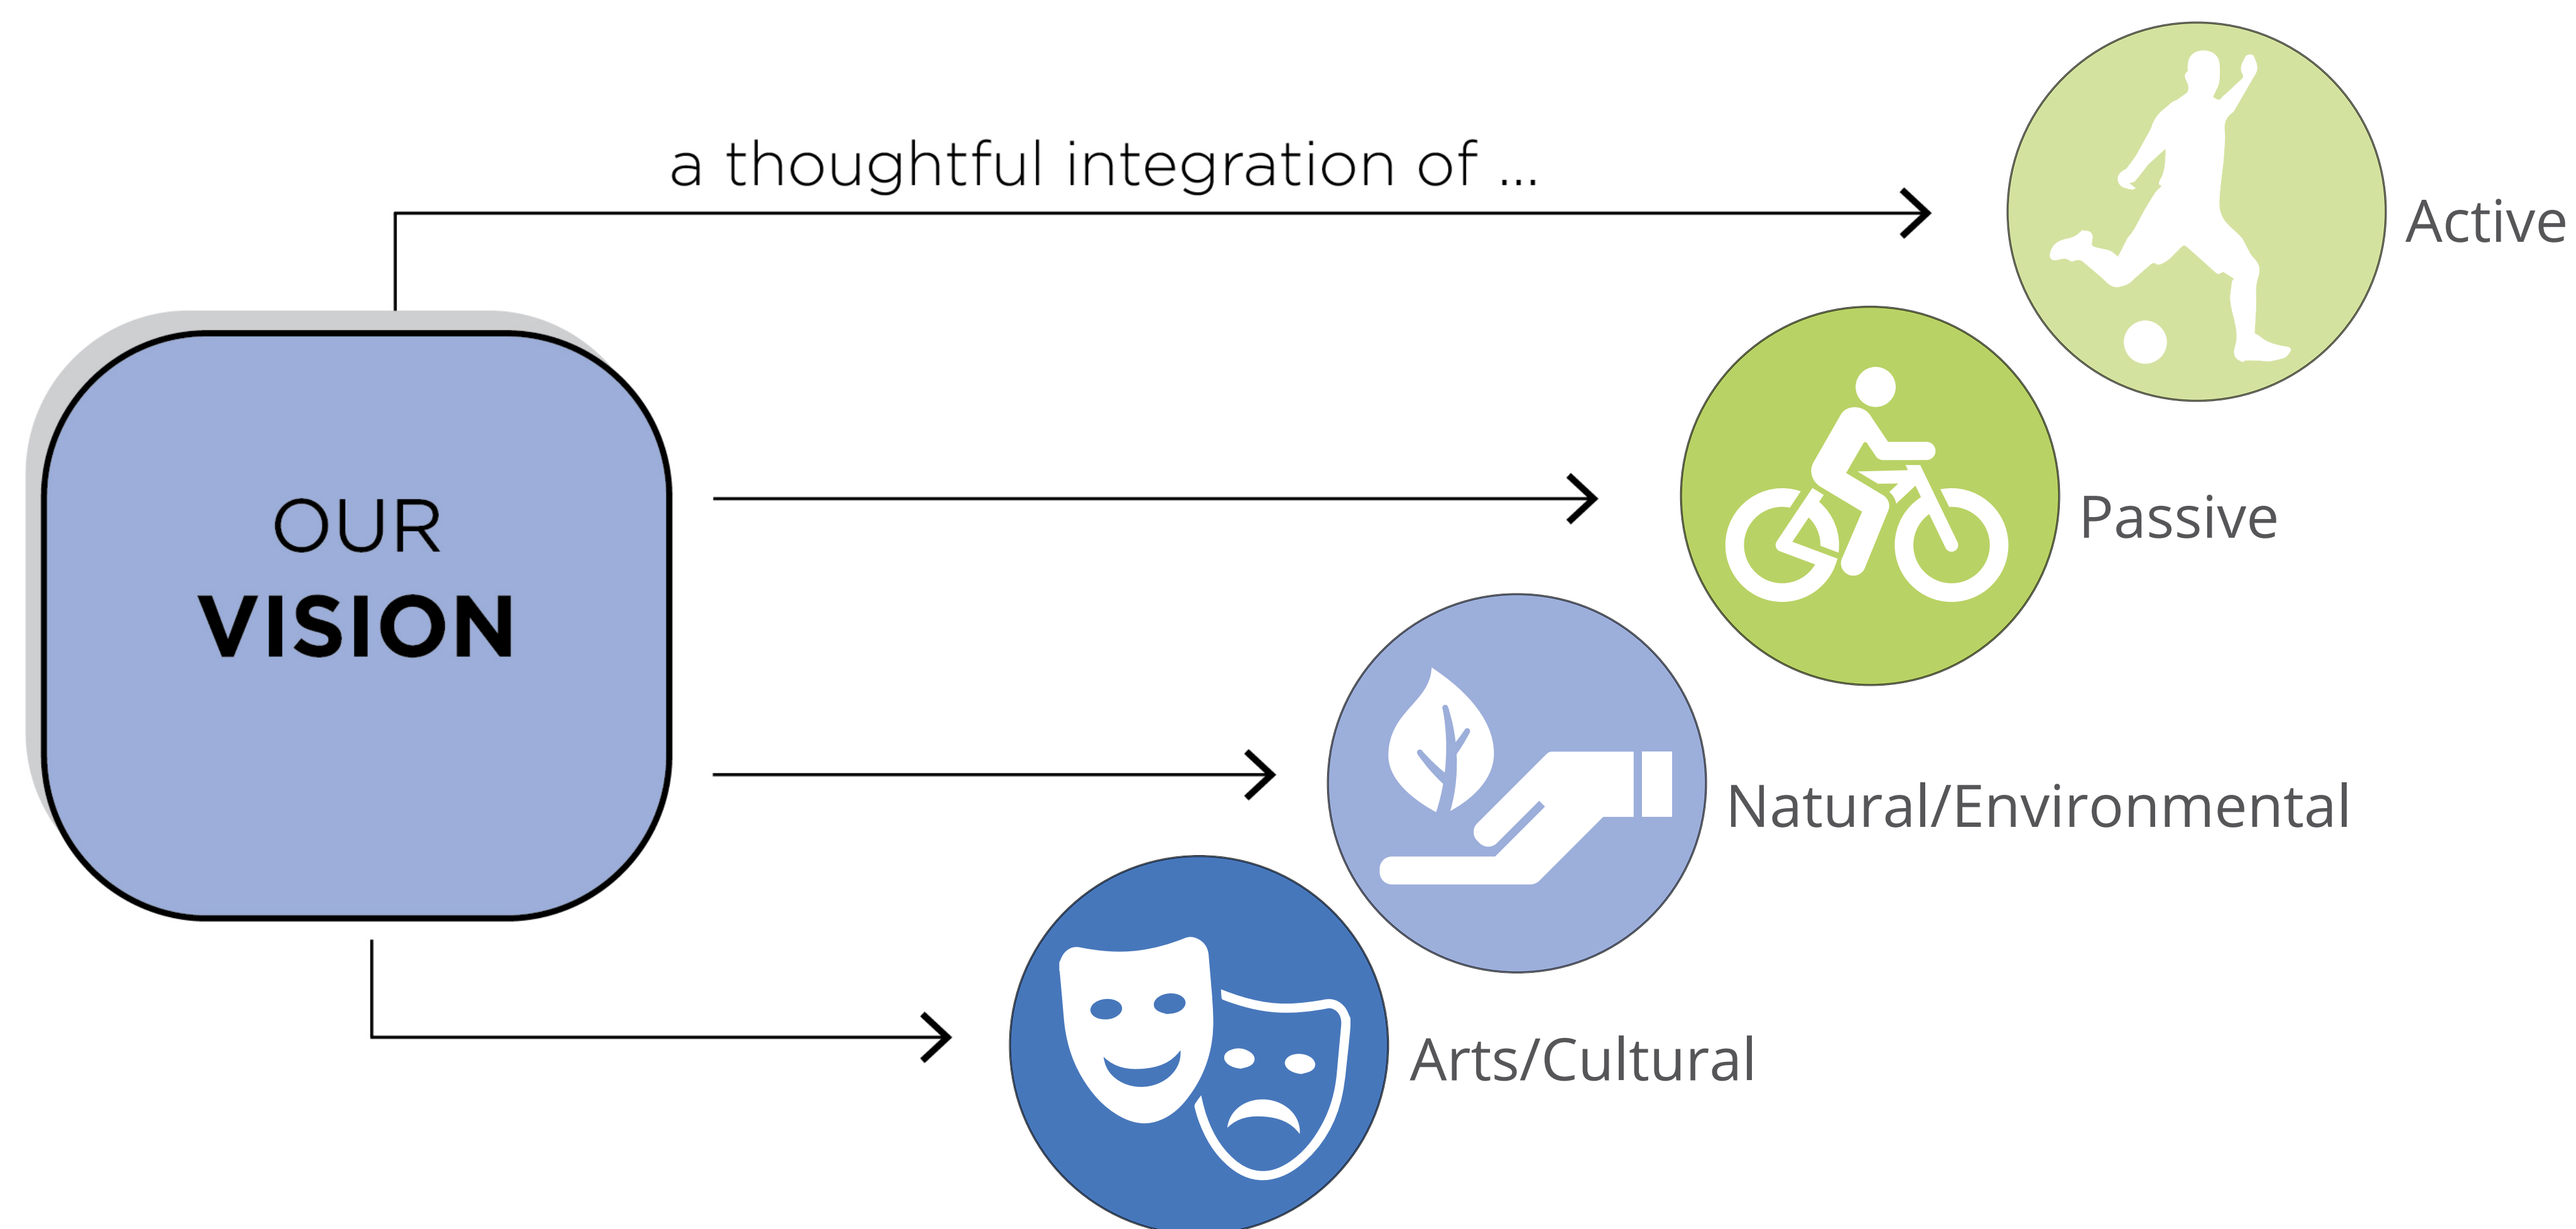 a thoughtful integration of ...
Active
OUR
VISION
Passive
Natural/Environmental
Arts/Cultural